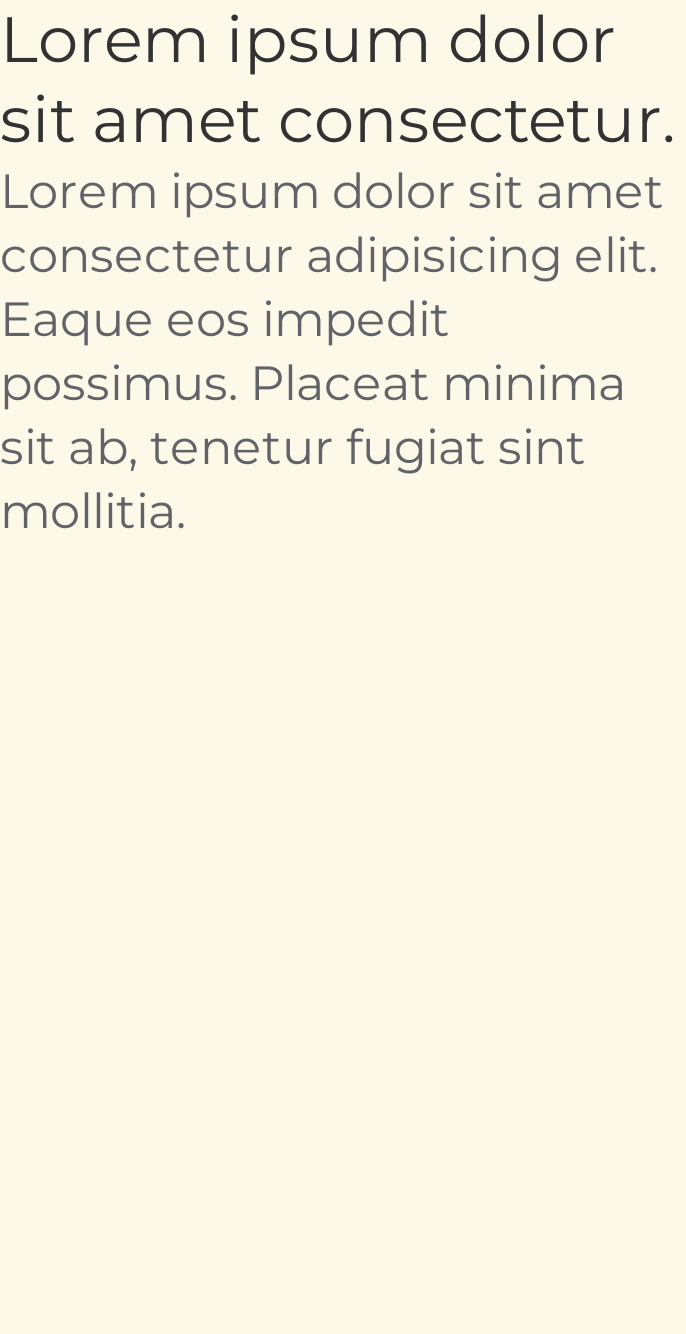 Lorem ipsum dolor
sit amet consectetur.
Lorem ipsum dolor sit amet
consectetur adipisicing elit.
Eaque eos impedit
possimus. Placeat minima
sit ab, tenetur fugiat sint
mollitia.